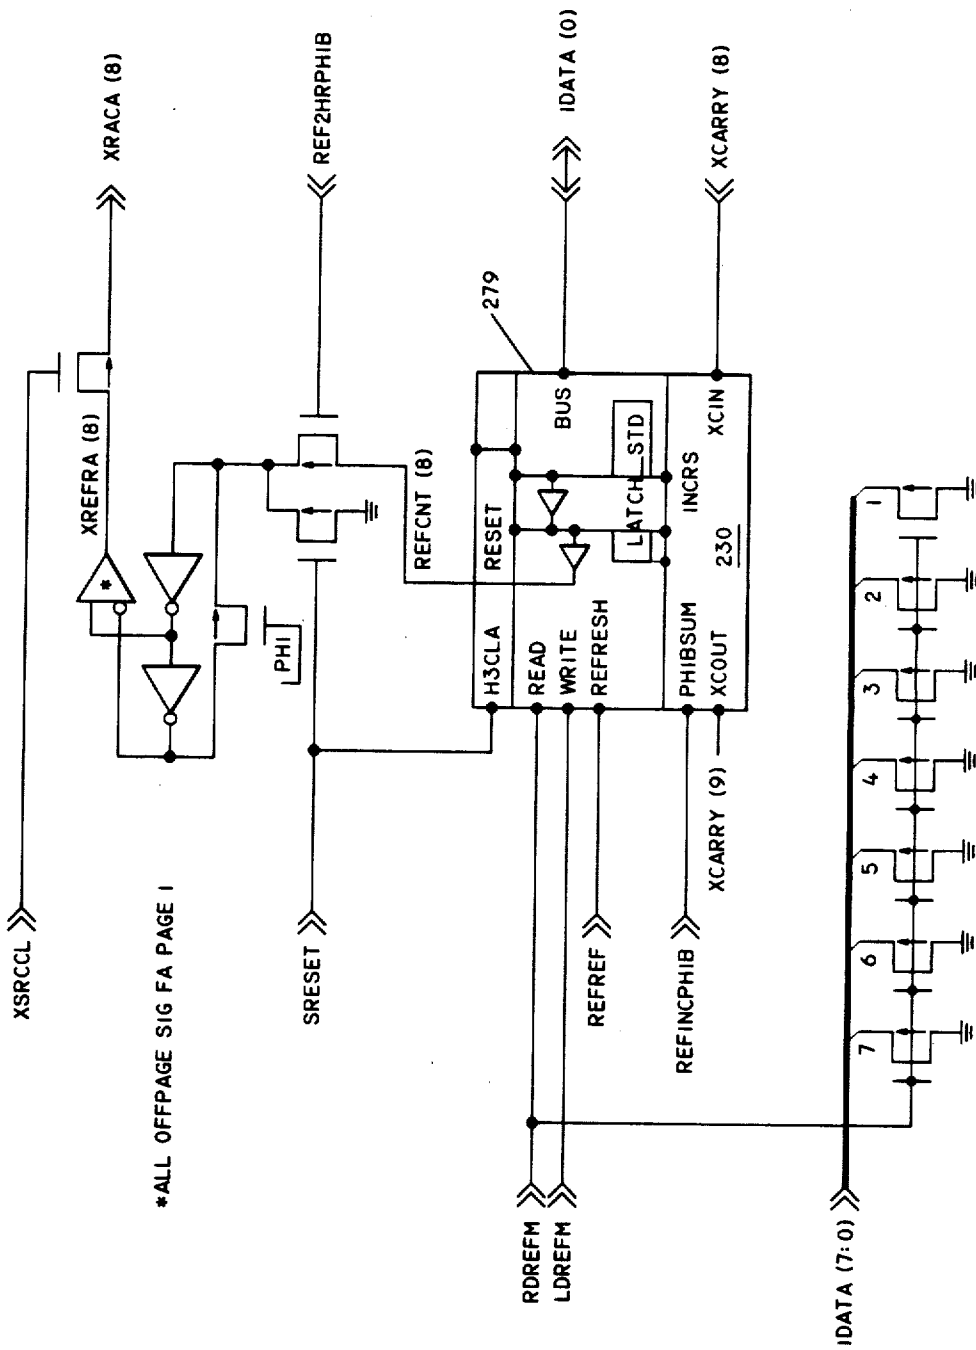 XSRCCL
XRACA (8)
XREFRA (8)
*
PHI
REF2HRPHIB
*ALL OFFPAGE SIG FA PAGE 1
SRESET
REFCNT (8)
279
H3CLA
RESET
READ
WRITE
REFRESH
BUS
LATCH_STD
PHIBSUM
INCRS
XCOUT
230
XCIN
IDATA (0)
XCARRY (8)
RDREFM
LDREFM
REFREF
REFINCPHIB
XCARRY (9)
IDATA (7:0)
7
6
5
4
3
2
1